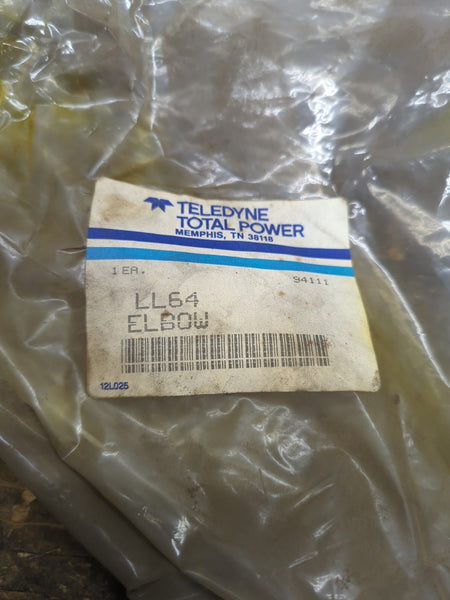 TELEDYNE
TOTAL POWER
MEMPHIS, TN 38118
1 EA. 94111
LL64
ELBOW
12L025